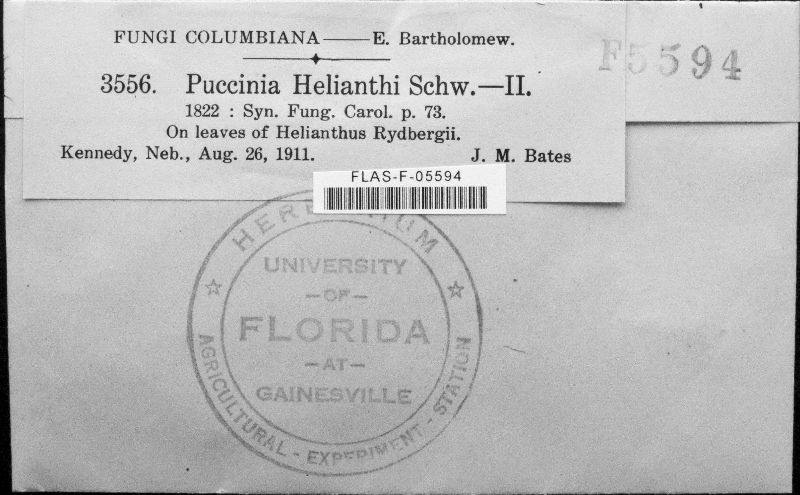 FUNGI COLUMBIANA—E. Bartholomew.
F5594
3556. Puccinia Helianthi Schw.—II.
1822 : Syn. Fung. Carol. p. 73.
On leaves of Helianthus Rydbergii.
Kennedy, Neb., Aug. 26, 1911. J. M. Bates
FLAS-F-05594
HERBARIUM
UNIVERSITY
—OF—
FLORIDA
—AT—
GAINESVILLE
AGRICULTURAL - EXPERIMENT - STATION